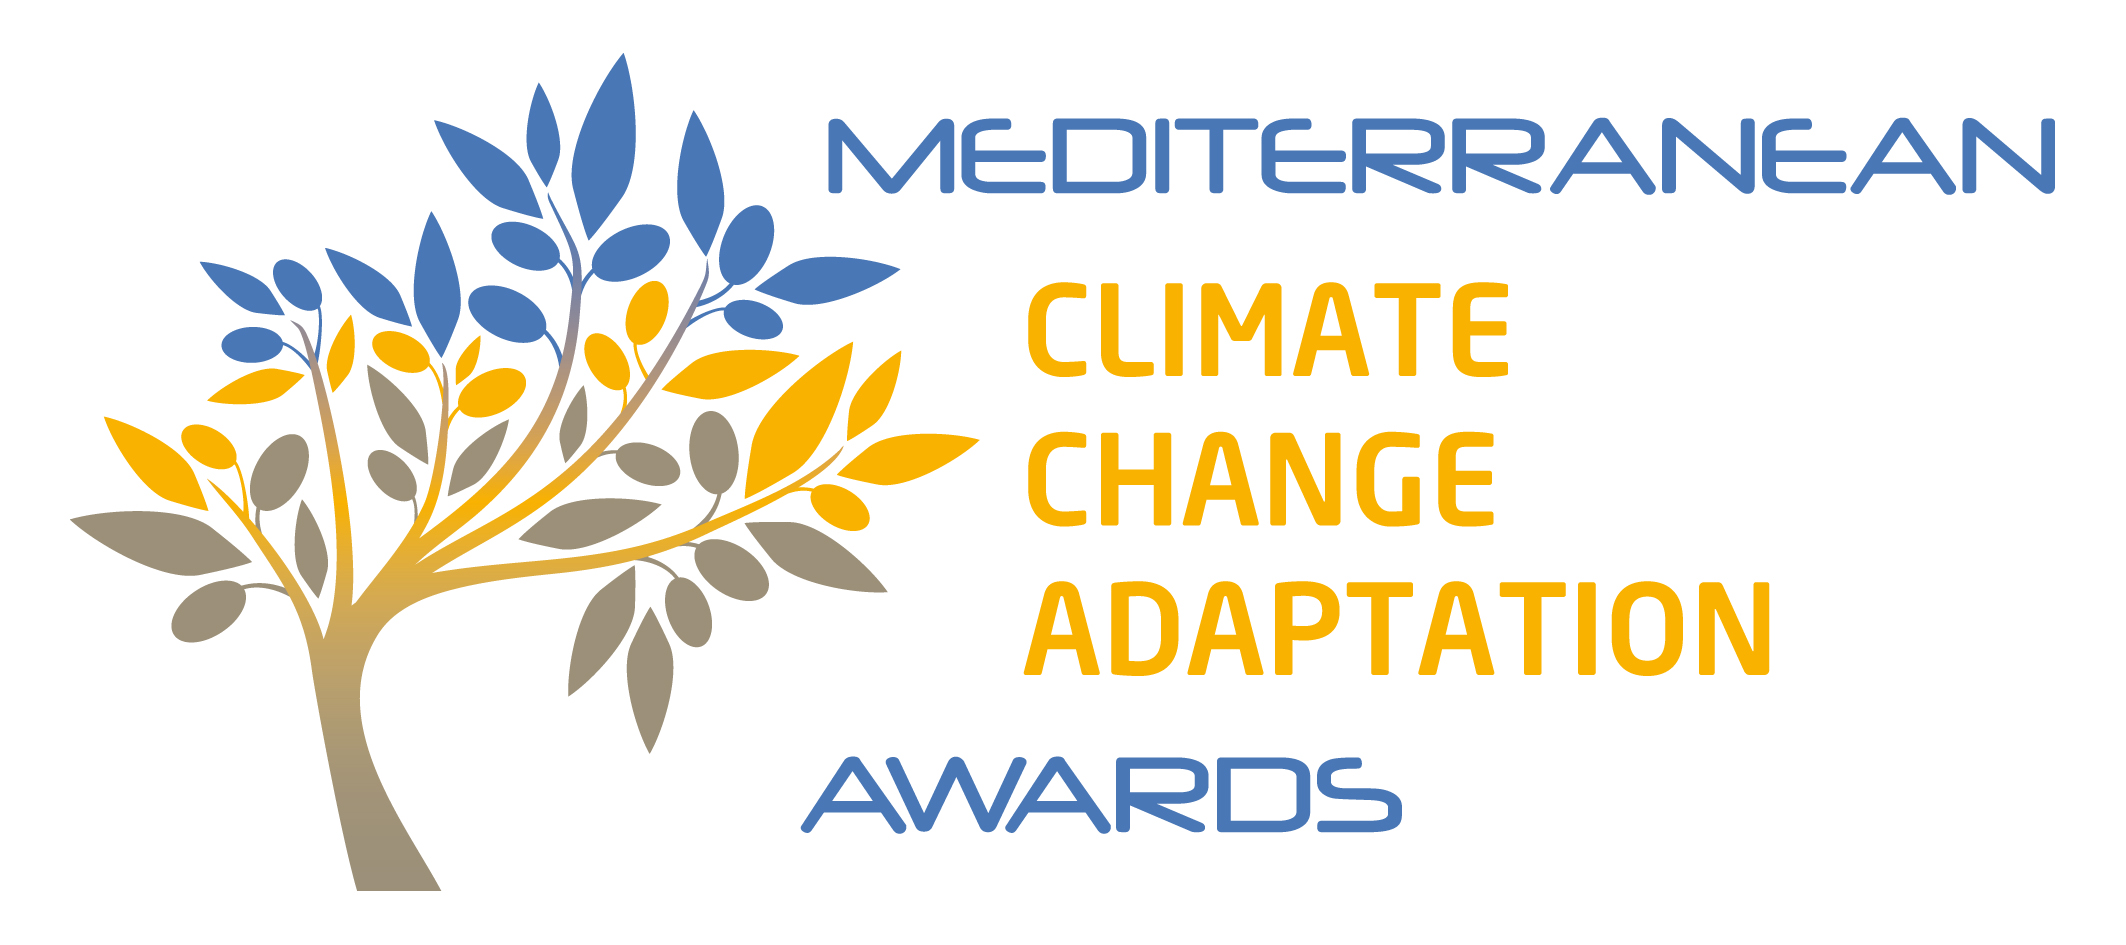 MEDITERRANEAN
CLIMATE
CHANGE
ADAPTATION
AWARDS